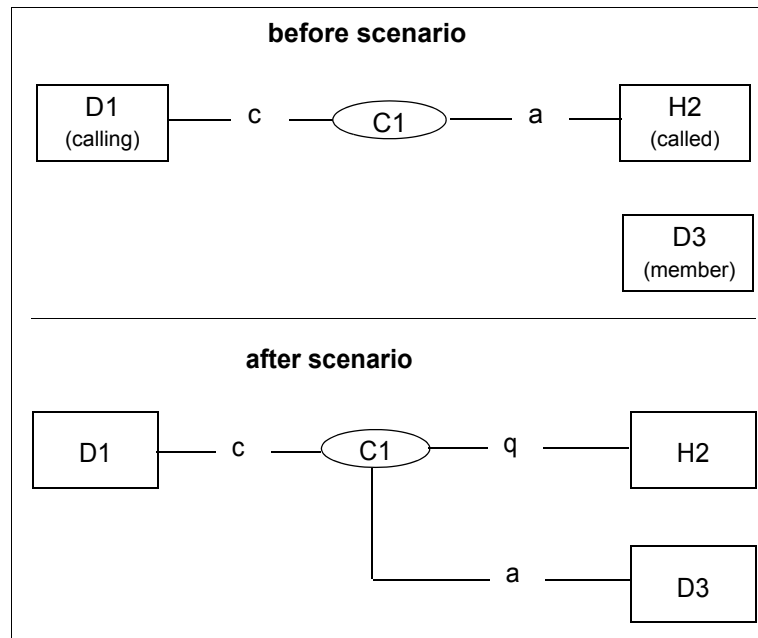 before scenario
D1 c C1 a H2
(calling) (called)
D3
(member)
after scenario
D1 c C1 q H2
a D3